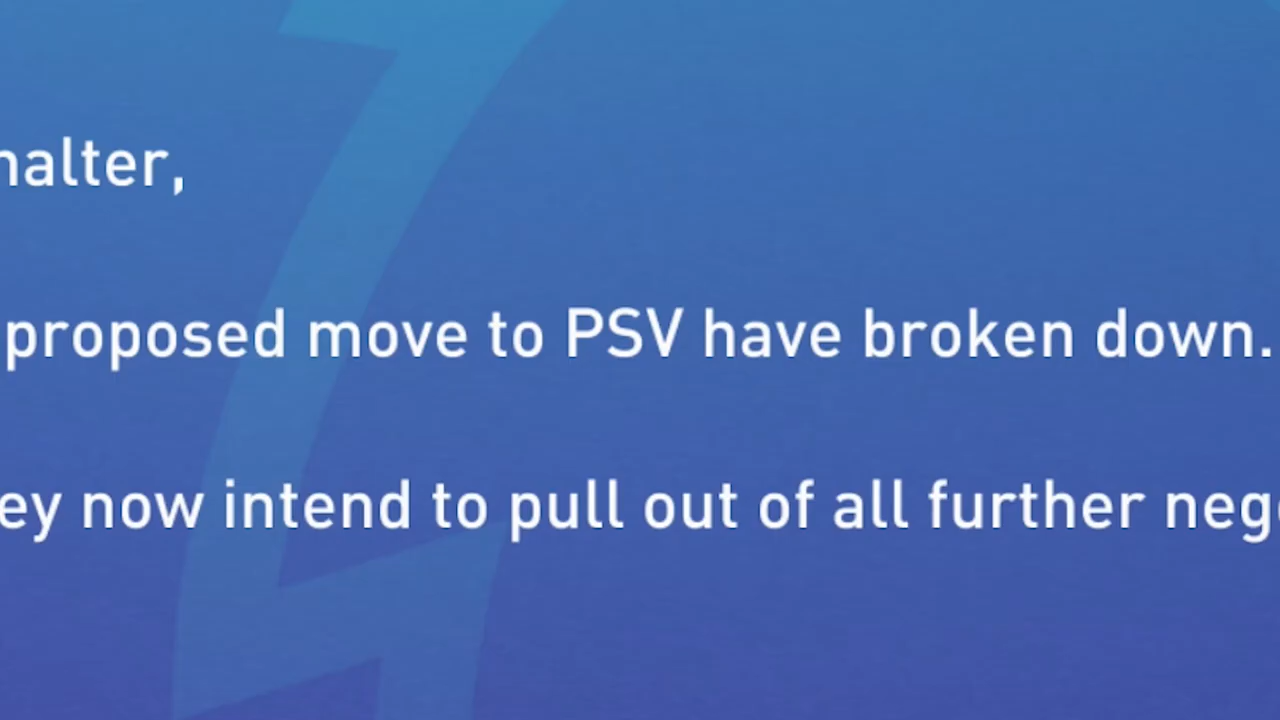 halter,
proposed move to PSV have broken down.
ey now intend to pull out of all further neg